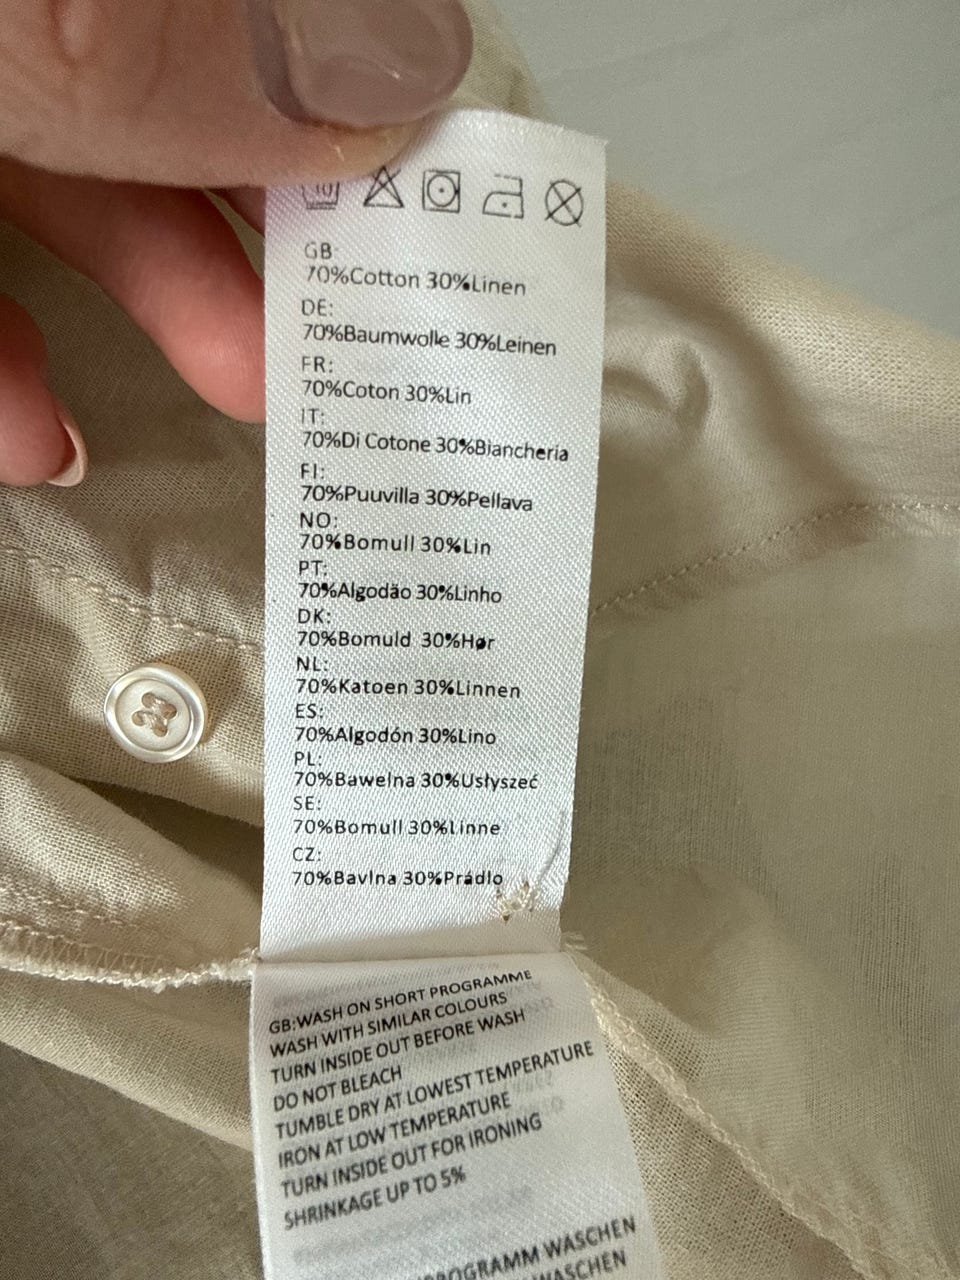 GB:
70%Cotton 30%Linen
DE:
70%Baumwolle 30%Leinen
FR:
70%Coton 30%Lin
IT:
70%Di Cotone 30%Biancheria
FI:
70%Puuvilla 30%Pellava
NO:
70%Bomull 30%Lin
PT:
70%Algodão 30%Linho
DK:
70%Bomuld 30%Hør
NL:
70%Katoen 30%Linnen
ES:
70%Algodón 30%Lino
PL:
70%Bawełna 30%Usłyszeć
SE:
70%Bomull 30%Linne
CZ:
70%Bavlna 30%Prádlo
GB:WASH ON SHORT PROGRAMME
WASH WITH SIMILAR COLOURS
TURN INSIDE OUT BEFORE WASH
DO NOT BLEACH
TUMBLE DRY AT LOWEST TEMPERATURE
IRON AT LOW TEMPERATURE
TURN INSIDE OUT FOR IRONING
SHRINKAGE UP TO 5%
WASCHEN
WASCHEN